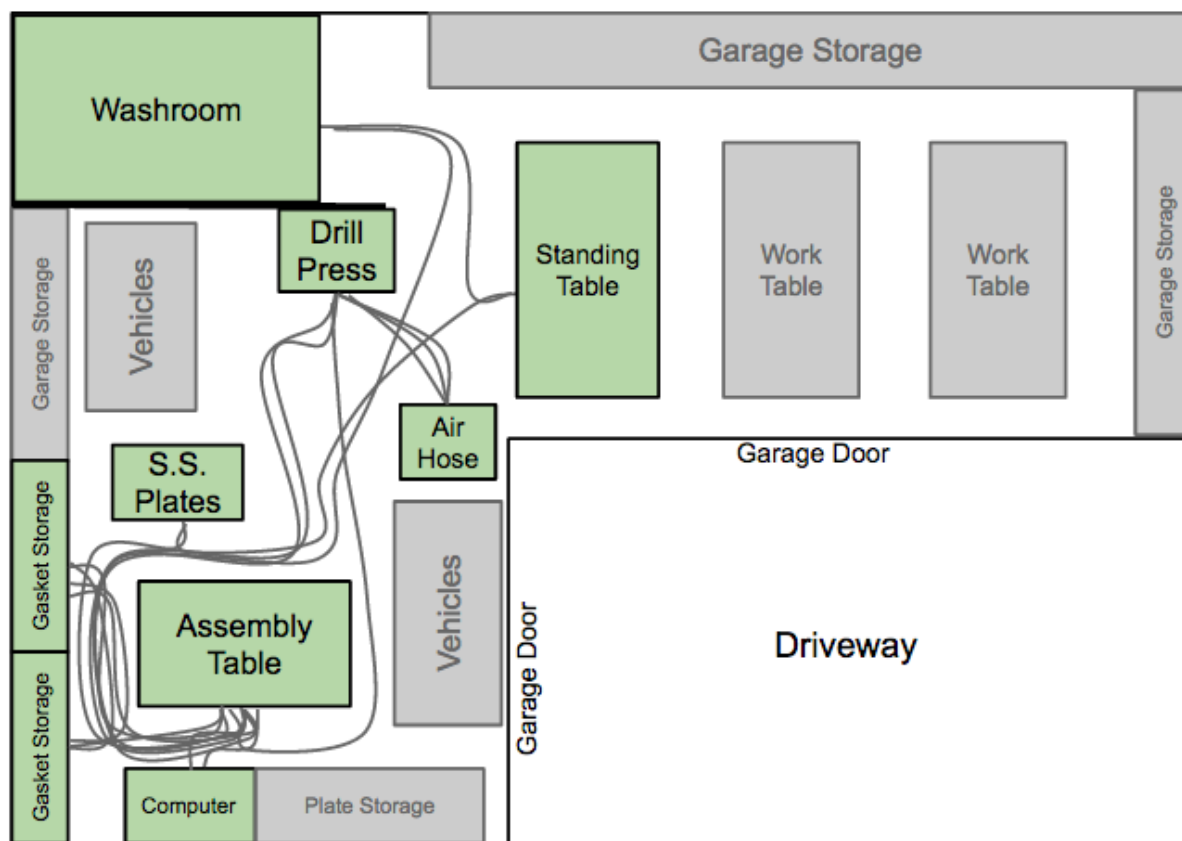 Garage Storage
Washroom
Garage Storage
Drill
Press
Standing
Table
Work
Table
Work
Table
Garage Storage
Vehicles
Air
Hose
Garage Door
S.S.
Plates
Gasket Storage
Assembly
Table
Vehicles
Garage Door
Driveway
Gasket Storage
Computer
Plate Storage